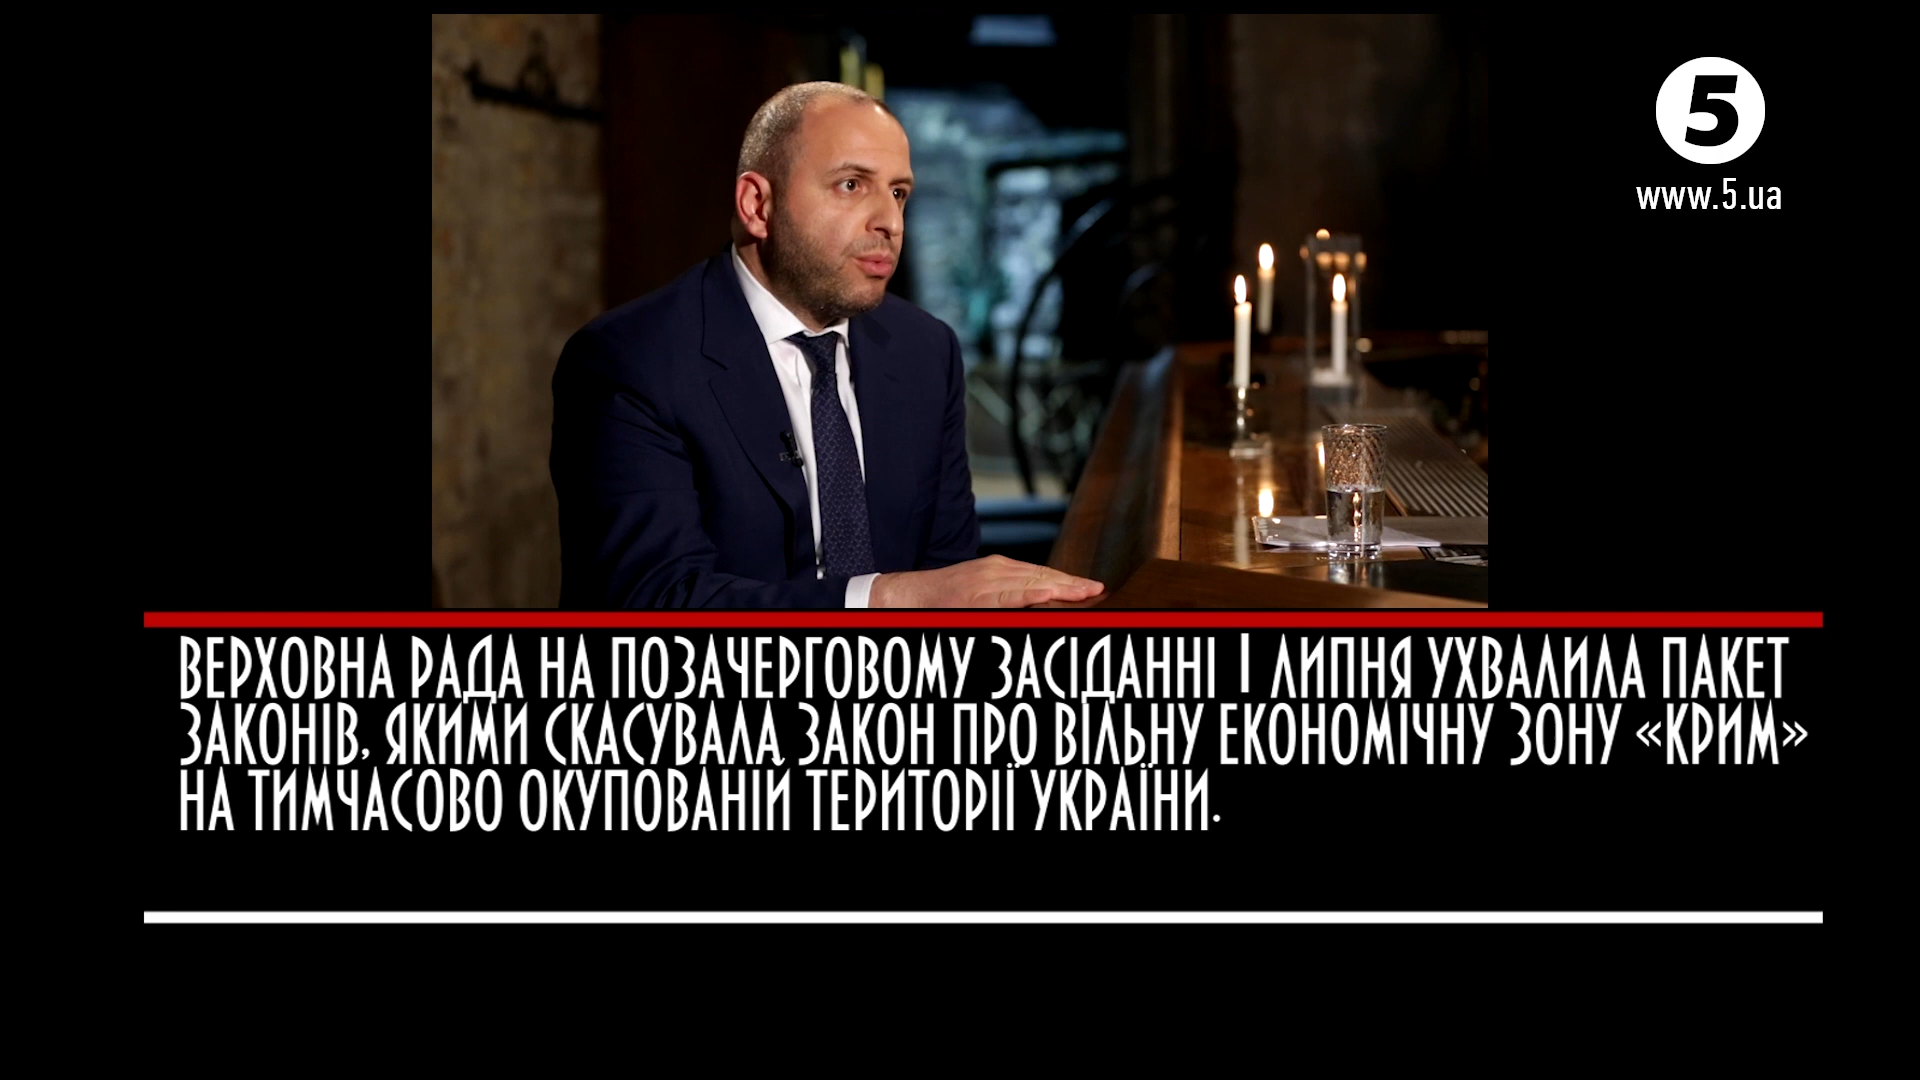 5
www.5.ua
ВЕРХОВНА РАДА НА ПОЗАЧЕРГОВОМУ ЗАСІДАННІ 1 ЛИПНЯ УХВАЛИЛА ПАКЕТ
ЗАКОНІВ, ЯКИМИ СКАСУВАЛА ЗАКОН ПРО ВІЛЬНУ ЕКОНОМІЧНУ ЗОНУ «КРИМ»
НА ТИМЧАСОВО ОКУПОВАНІЙ ТЕРИТОРІЇ УКРАЇНИ.